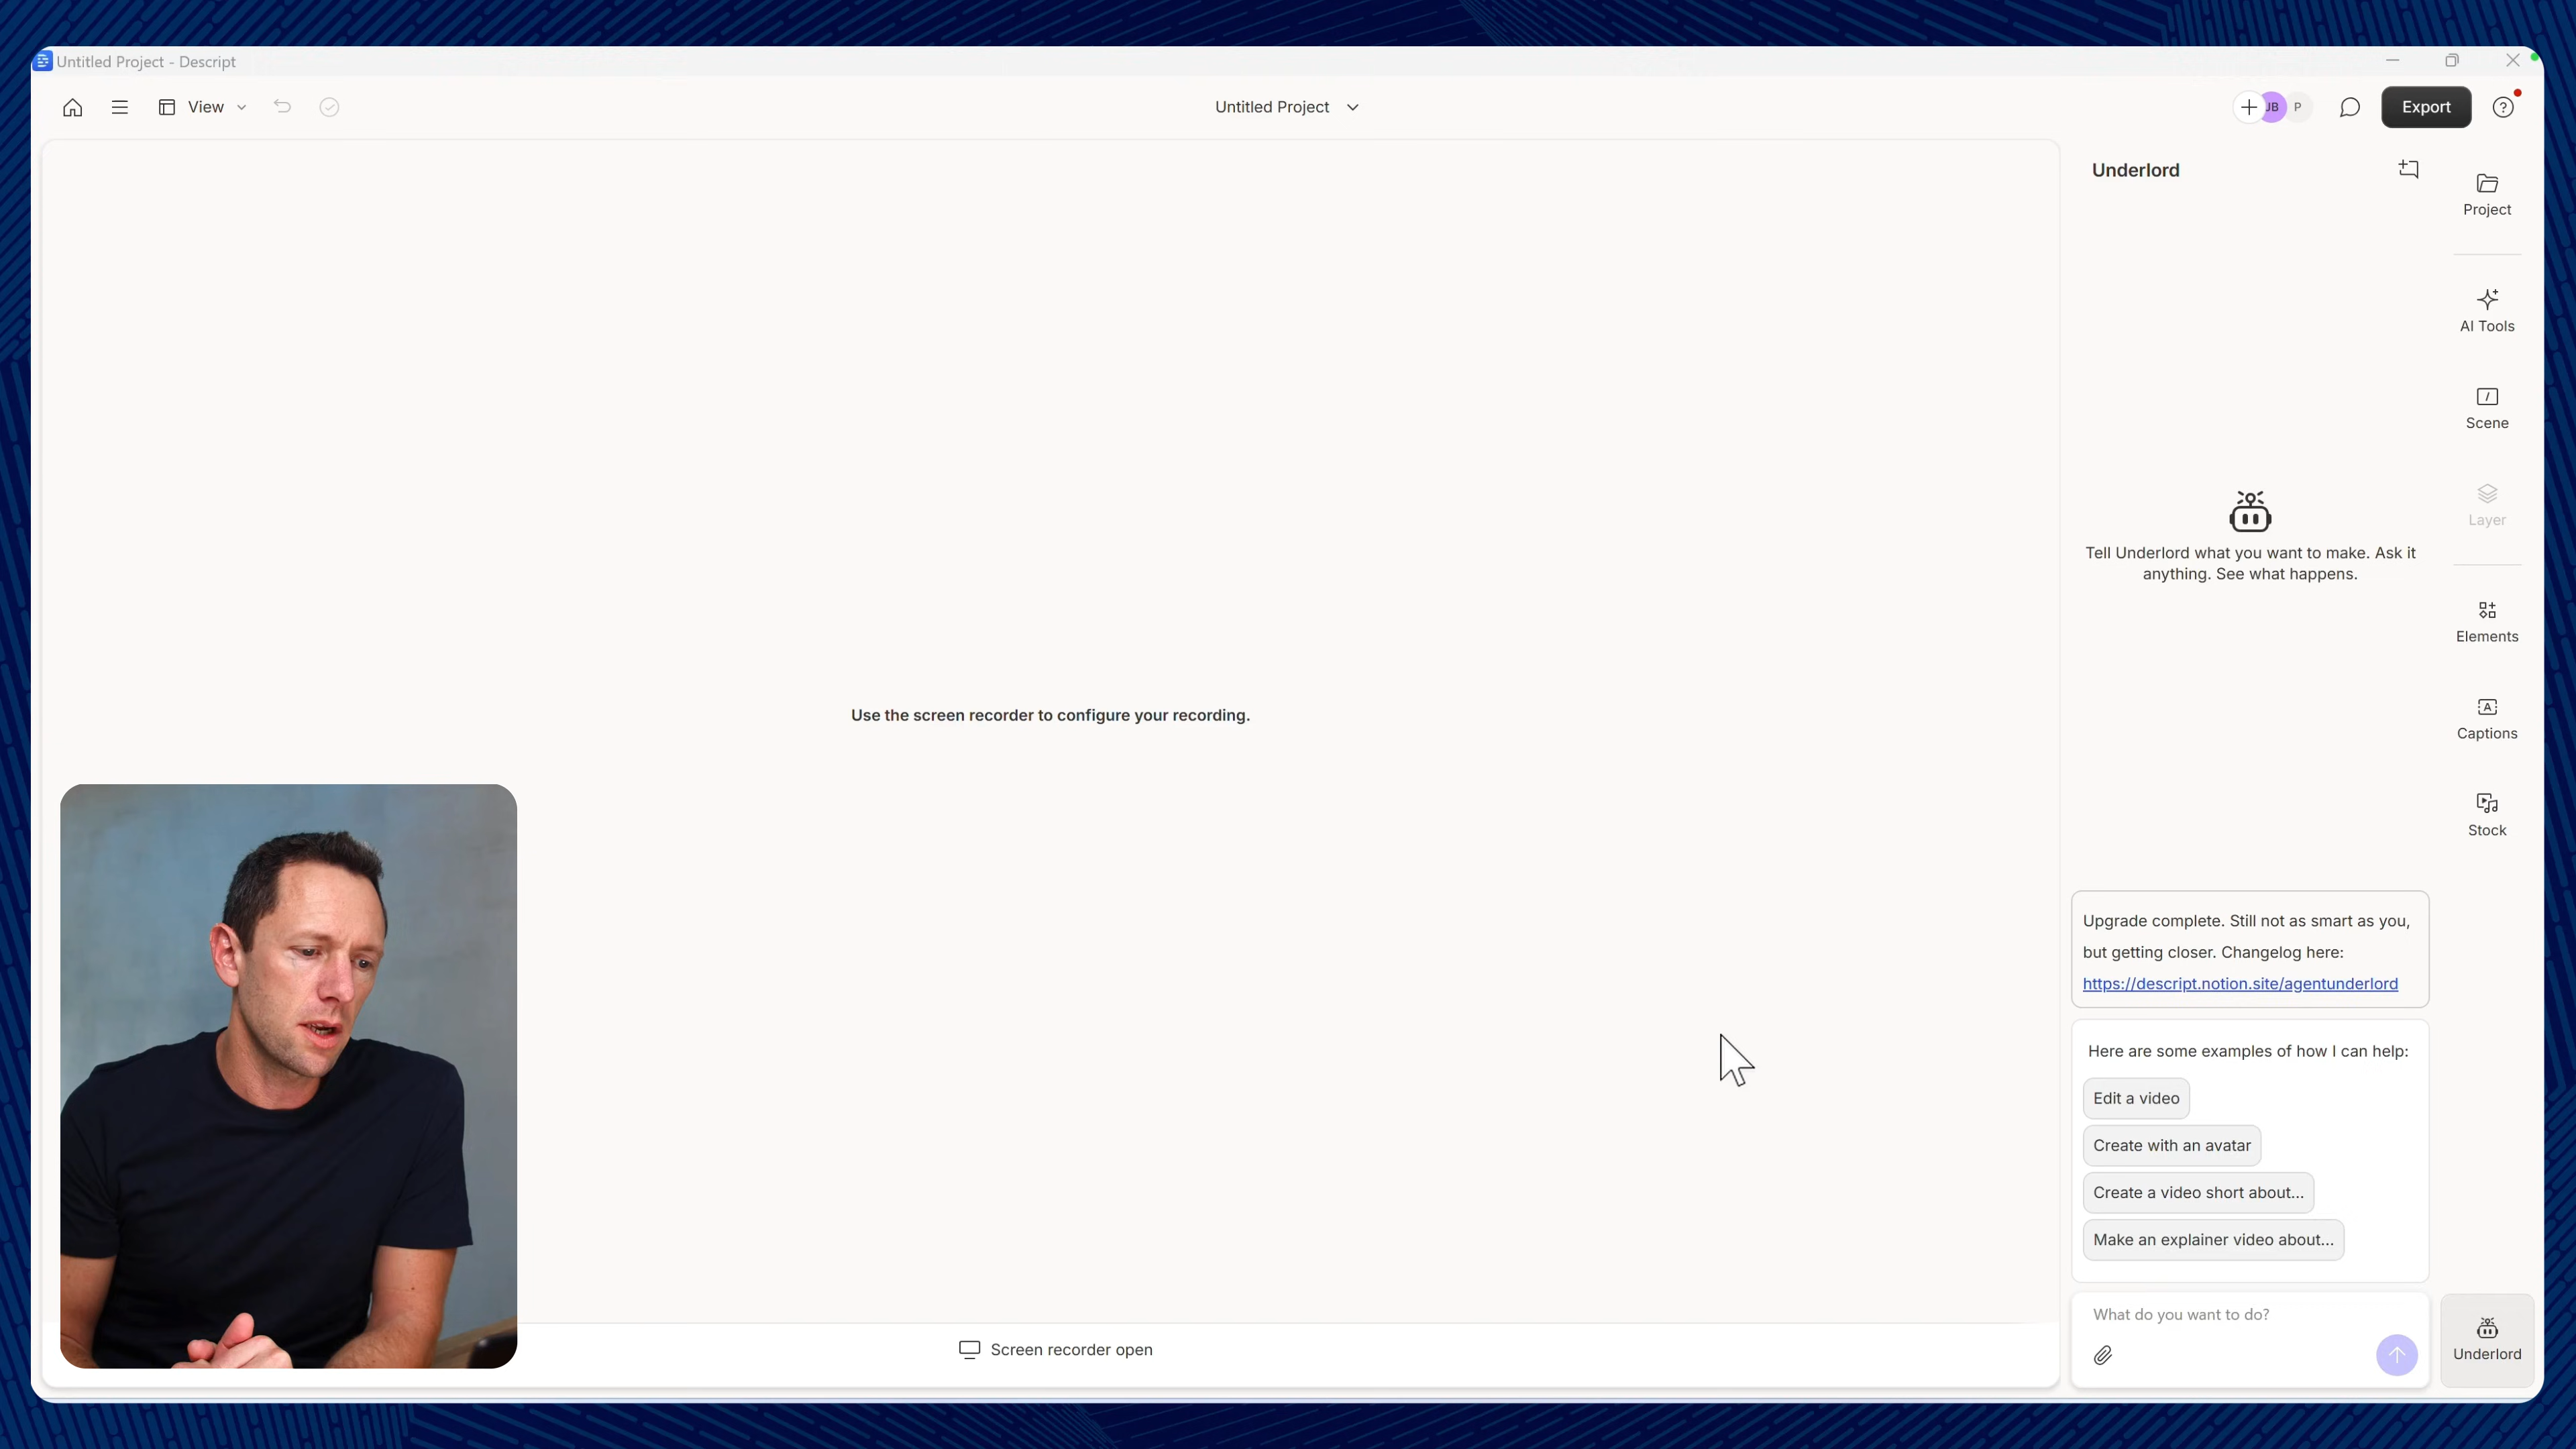 Untitled Project - Descript
View
Untitled Project
JB
P
Export
Underlord
Project
AI Tools
Scene
Layer
Tell Underlord what you want to make. Ask it
anything. See what happens.
Elements
Use the screen recorder to configure your recording.
Captions
Stock
Upgrade complete. Still not as smart as you,
but getting closer. Changelog here:
https://descript.notion.site/agentunderlord
Here are some examples of how I can help:
Edit a video
Create with an avatar
Create a video short about...
Make an explainer video about...
What do you want to do?
Screen recorder open
Underlord